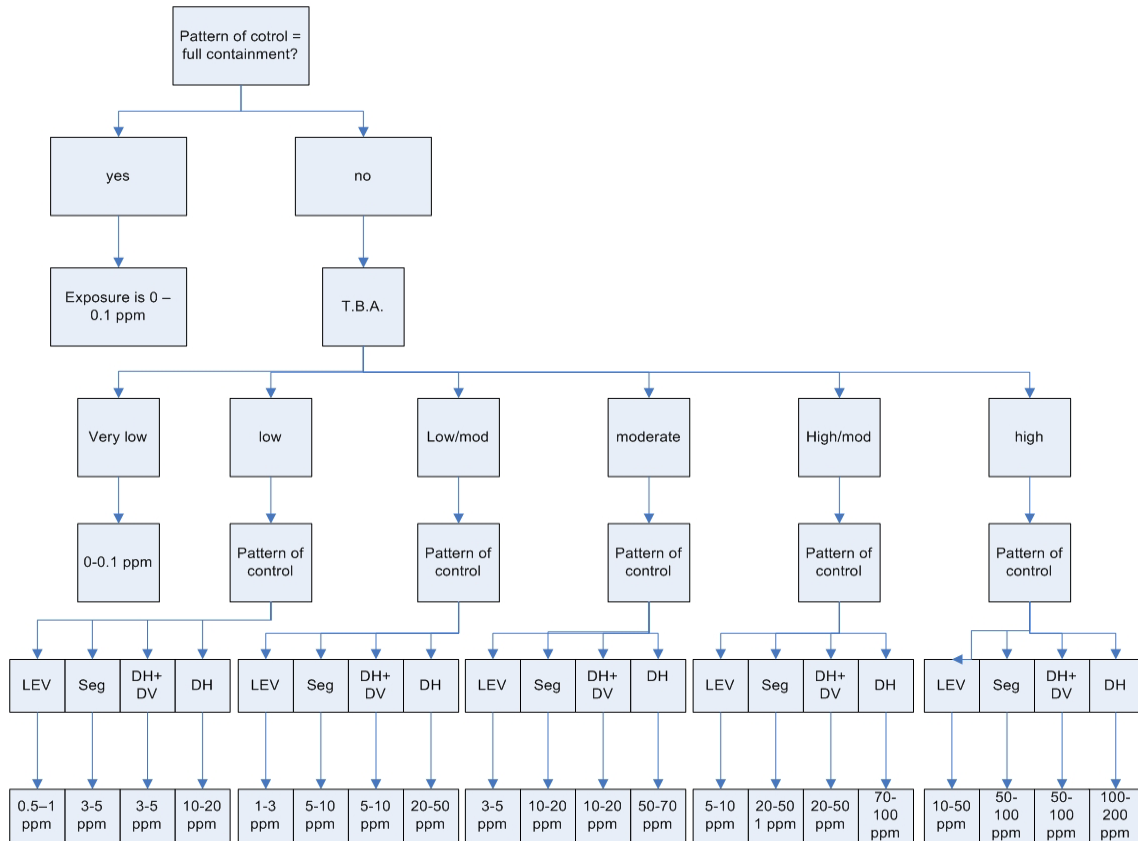 Pattern of cotrol =
full containment?
yes
no
Exposure is 0 –
0.1 ppm
T.B.A.
Very low
low
Low/mod
moderate
High/mod
high
0-0.1 ppm
Pattern of
control
Pattern of
control
Pattern of
control
Pattern of
control
Pattern of
control
LEV
Seg
DH+
DV
DH
LEV
Seg
DH+
DV
DH
LEV
Seg
DH+
DV
DH
LEV
Seg
DH+
DV
DH
LEV
Seg
DH+
DV
DH
0.5–1
ppm
3-5
ppm
3-5
ppm
10-20
ppm
1-3
ppm
5-10
ppm
5-10
ppm
20-50
ppm
3-5
ppm
10-20
ppm
10-20
ppm
50-70
ppm
5-10
ppm
20-50
1 ppm
20-50
ppm
70-
100
ppm
10-50
ppm
50-
100
ppm
50-
100
ppm
100-
200
ppm